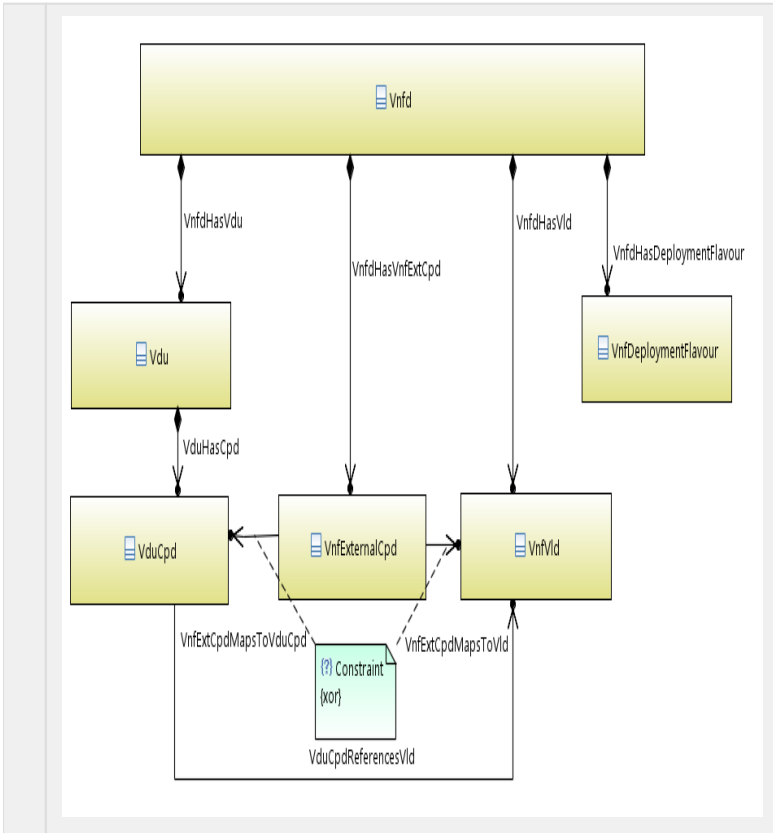 Vnfd
VnfdHasVdu
VnfdHasVld
VnfdHasDeploymentFlavour
VnfdHasVnfExtCpd
Vdu
VnfDeploymentFlavour
VduHasCpd
VduCpd
VnfExternalCpd
VnfVld
VnfExtCpdMapsToVduCpd
VnfExtCpdMapsToVld
{?} Constraint
{xor}
VduCpdReferencesVld